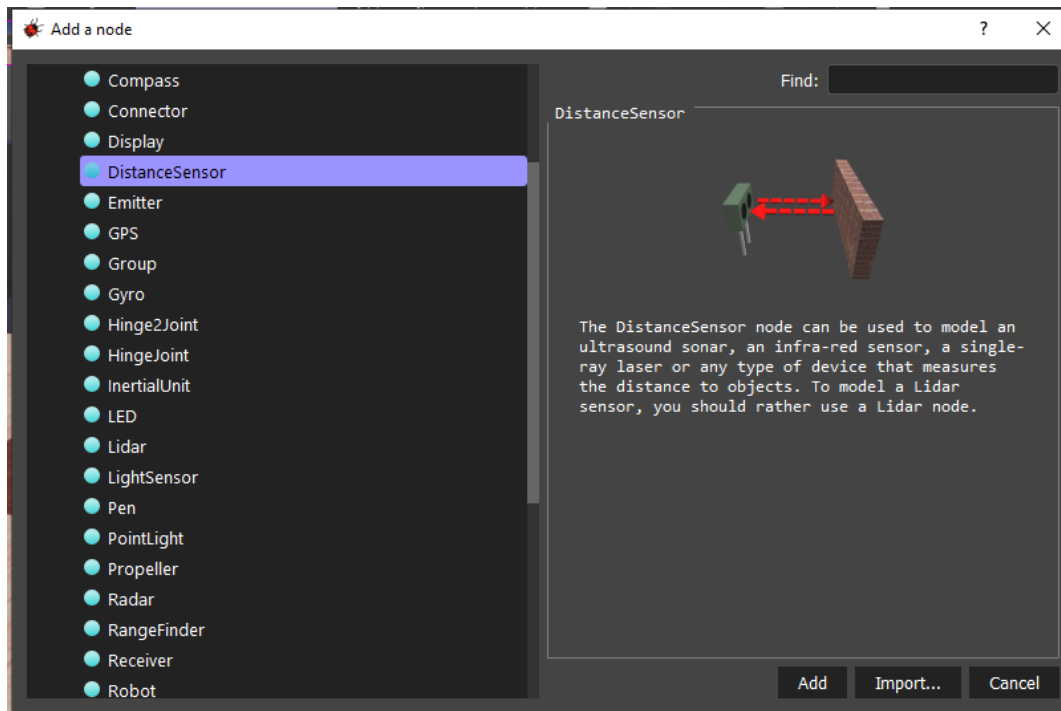 Add a node
?
Compass
Connector
Display
DistanceSensor
Emitter
GPS
Group
Gyro
Hinge2Joint
HingeJoint
InertialUnit
LED
Lidar
LightSensor
Pen
PointLight
Propeller
Radar
RangeFinder
Receiver
Robot
Find:
DistanceSensor
The DistanceSensor node can be used to model an
ultrasound sonar, an infra-red sensor, a single-
ray laser or any type of device that measures
the distance to objects. To model a Lidar
sensor, you should rather use a Lidar node.
Add
Import...
Cancel